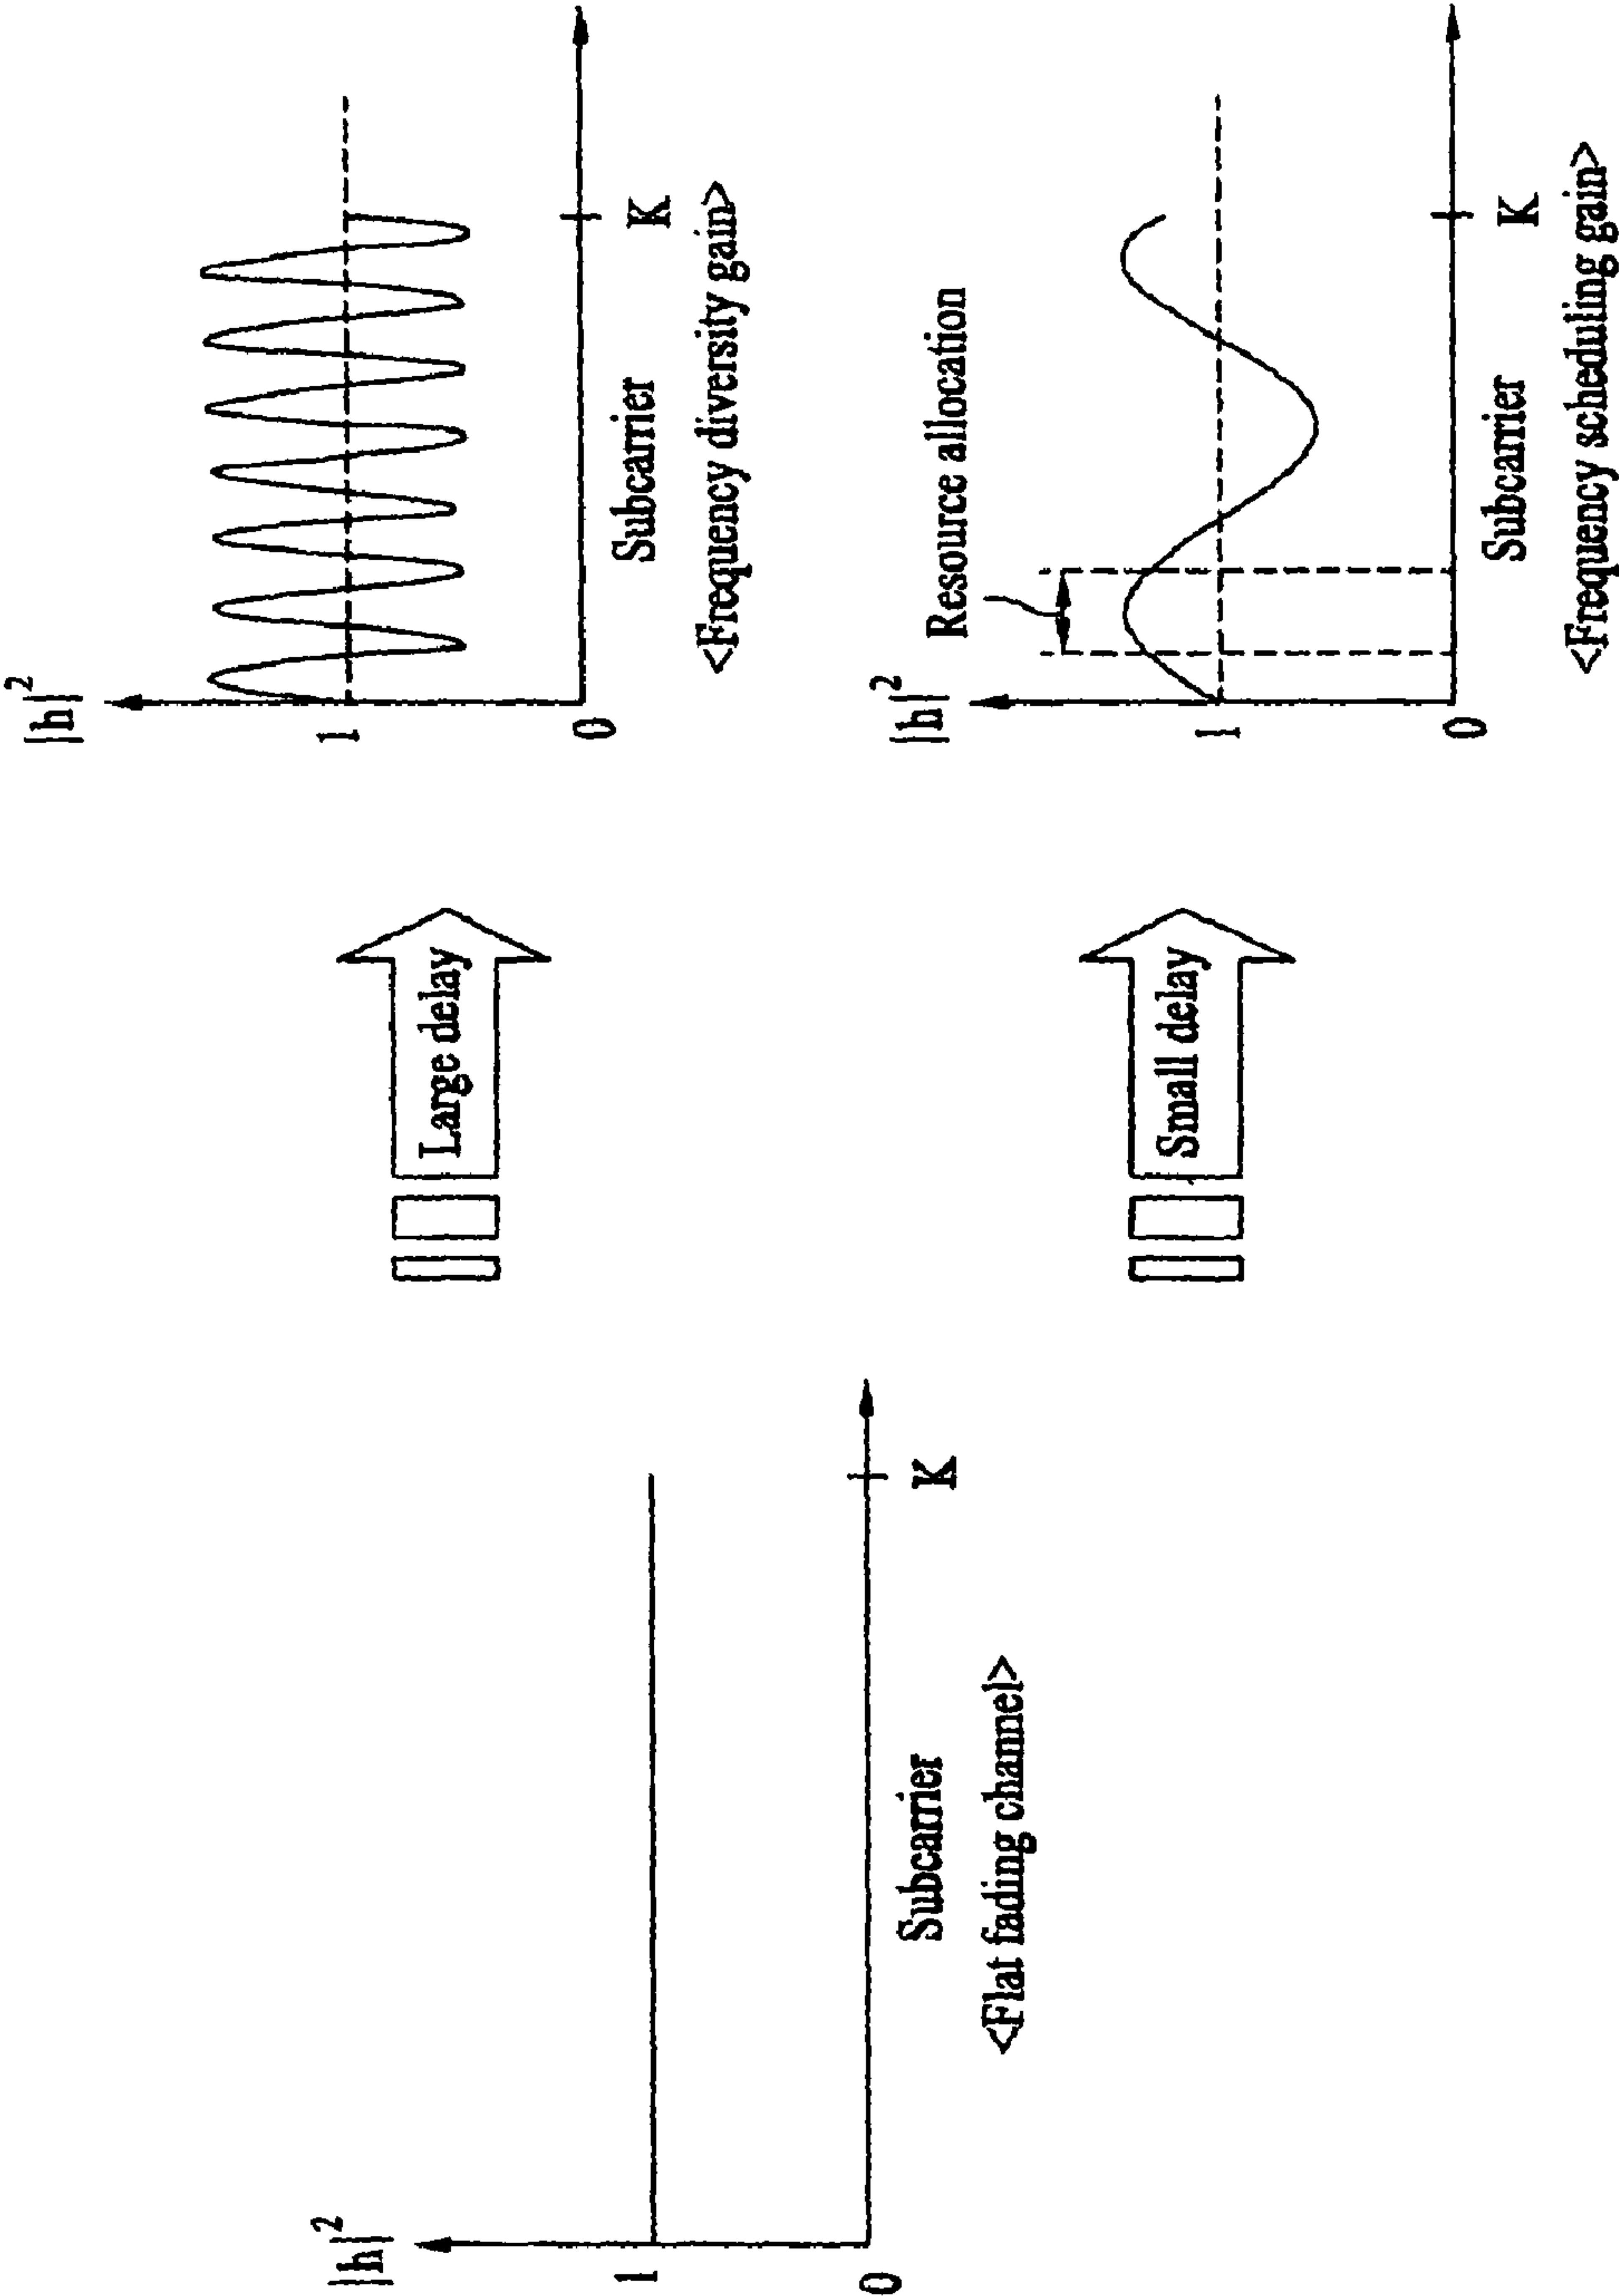 |h|²
1
0
K
Subcarrier
<Flat fading channel>
Large delay
|h|²
1
0
K
Subcarrier
<Frequency diversity gain>
Small delay
|h|²
Resource allocation
1
0
K
Subcarrier
<Frequency scheduling gain>